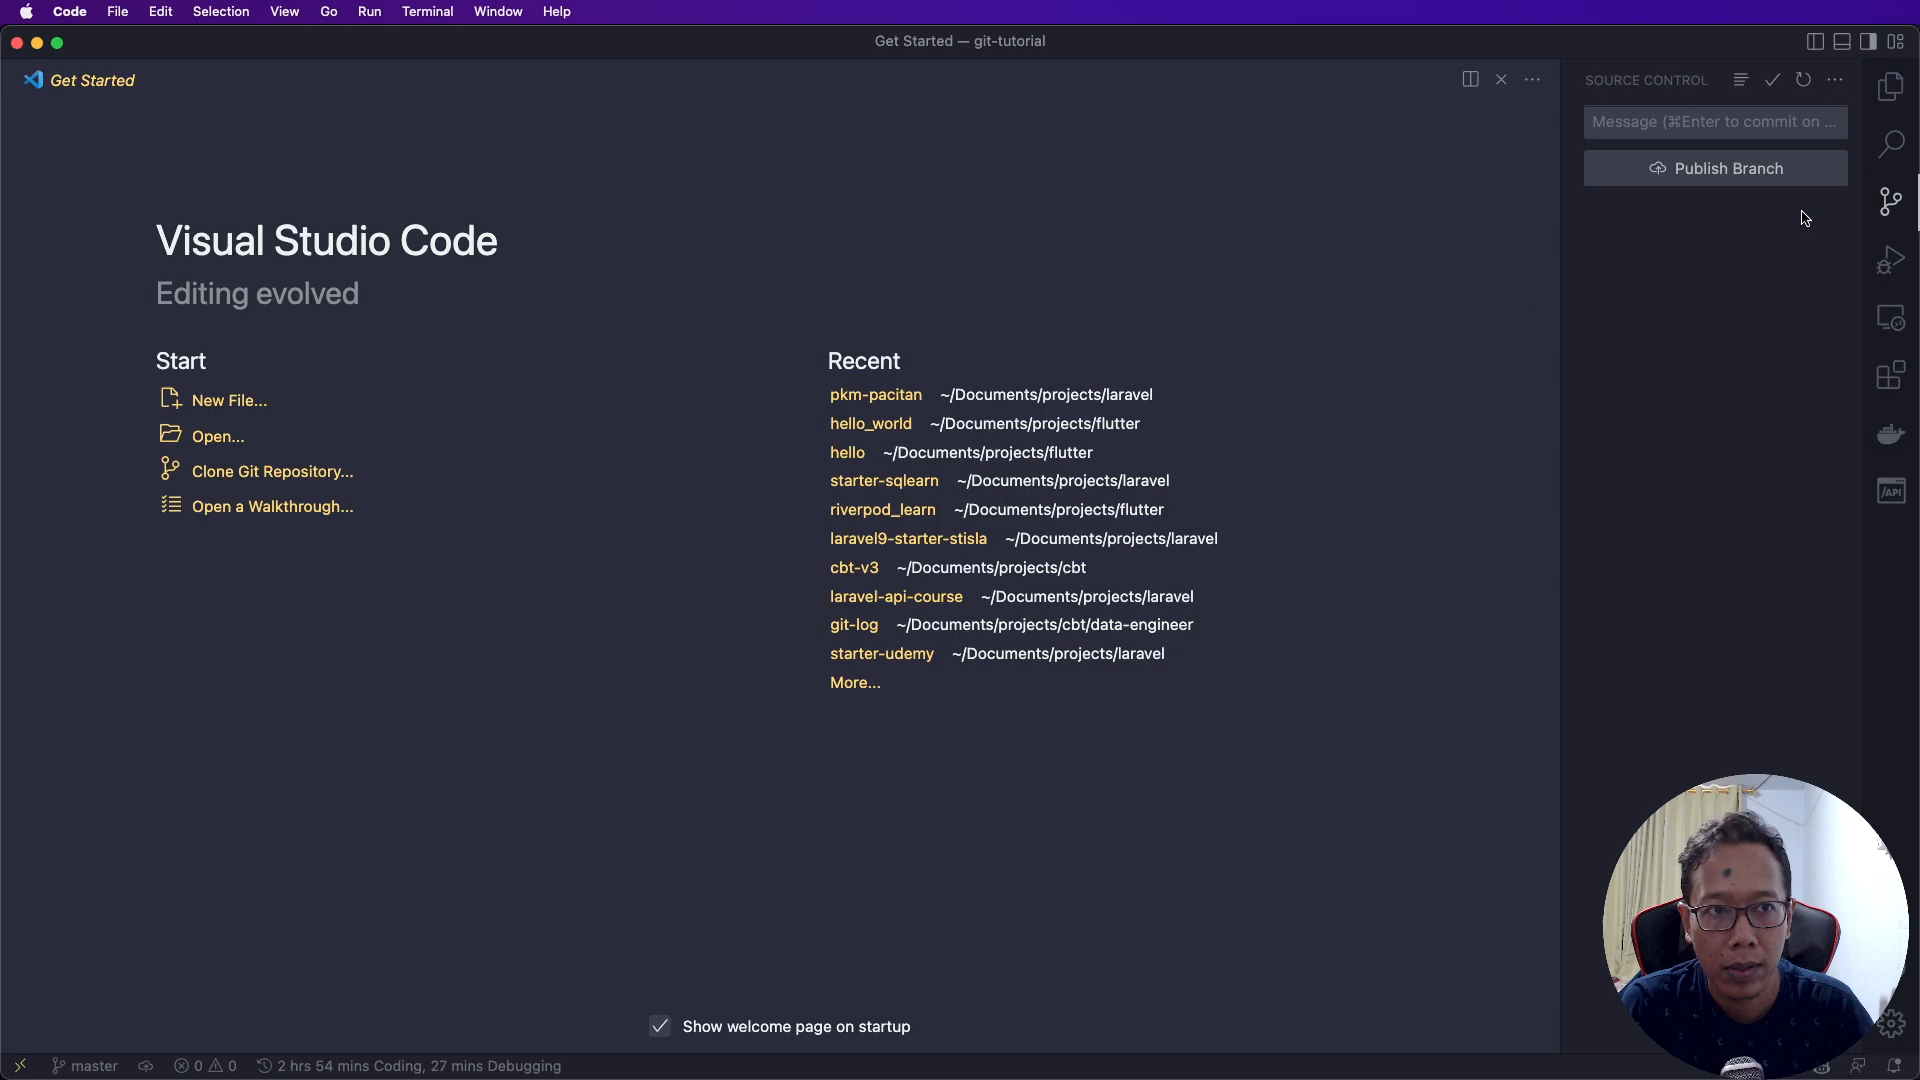 Code File Edit Selection View Go Run Terminal Window Help
Get Started — git-tutorial
Get Started
SOURCE CONTROL
Message (⌘Enter to commit on ...
Publish Branch
Visual Studio Code
Editing evolved
Start
New File...
Open...
Clone Git Repository...
Open a Walkthrough...
Recent
pkm-pacitan ~/Documents/projects/laravel
hello_world ~/Documents/projects/flutter
hello ~/Documents/projects/flutter
starter-sqlearn ~/Documents/projects/laravel
riverpod_learn ~/Documents/projects/flutter
laravel9-starter-stisla ~/Documents/projects/laravel
cbt-v3 ~/Documents/projects/cbt
laravel-api-course ~/Documents/projects/laravel
git-log ~/Documents/projects/cbt/data-engineer
starter-udemy ~/Documents/projects/laravel
More...
/API
Show welcome page on startup
master 0 0 2 hrs 54 mins Coding, 27 mins Debugging